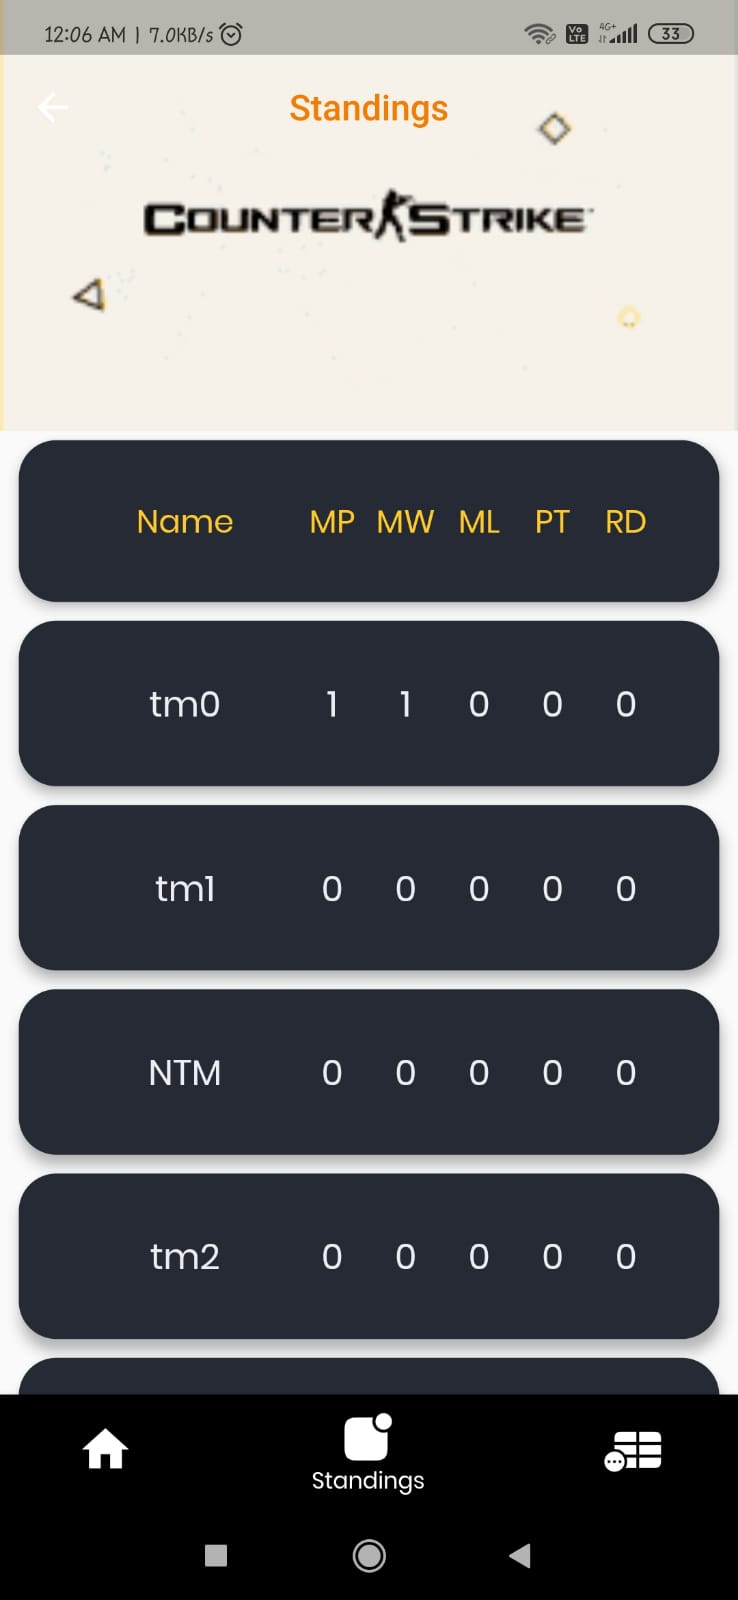 12:06 AM | 7.0KB/s Vo LTE 4G+ 33
Standings
COUNTER STRIKE
Name MP MW ML PT RD
tm0 1 1 0 0 0
tm1 0 0 0 0 0
NTM 0 0 0 0 0
tm2 0 0 0 0 0
Standings